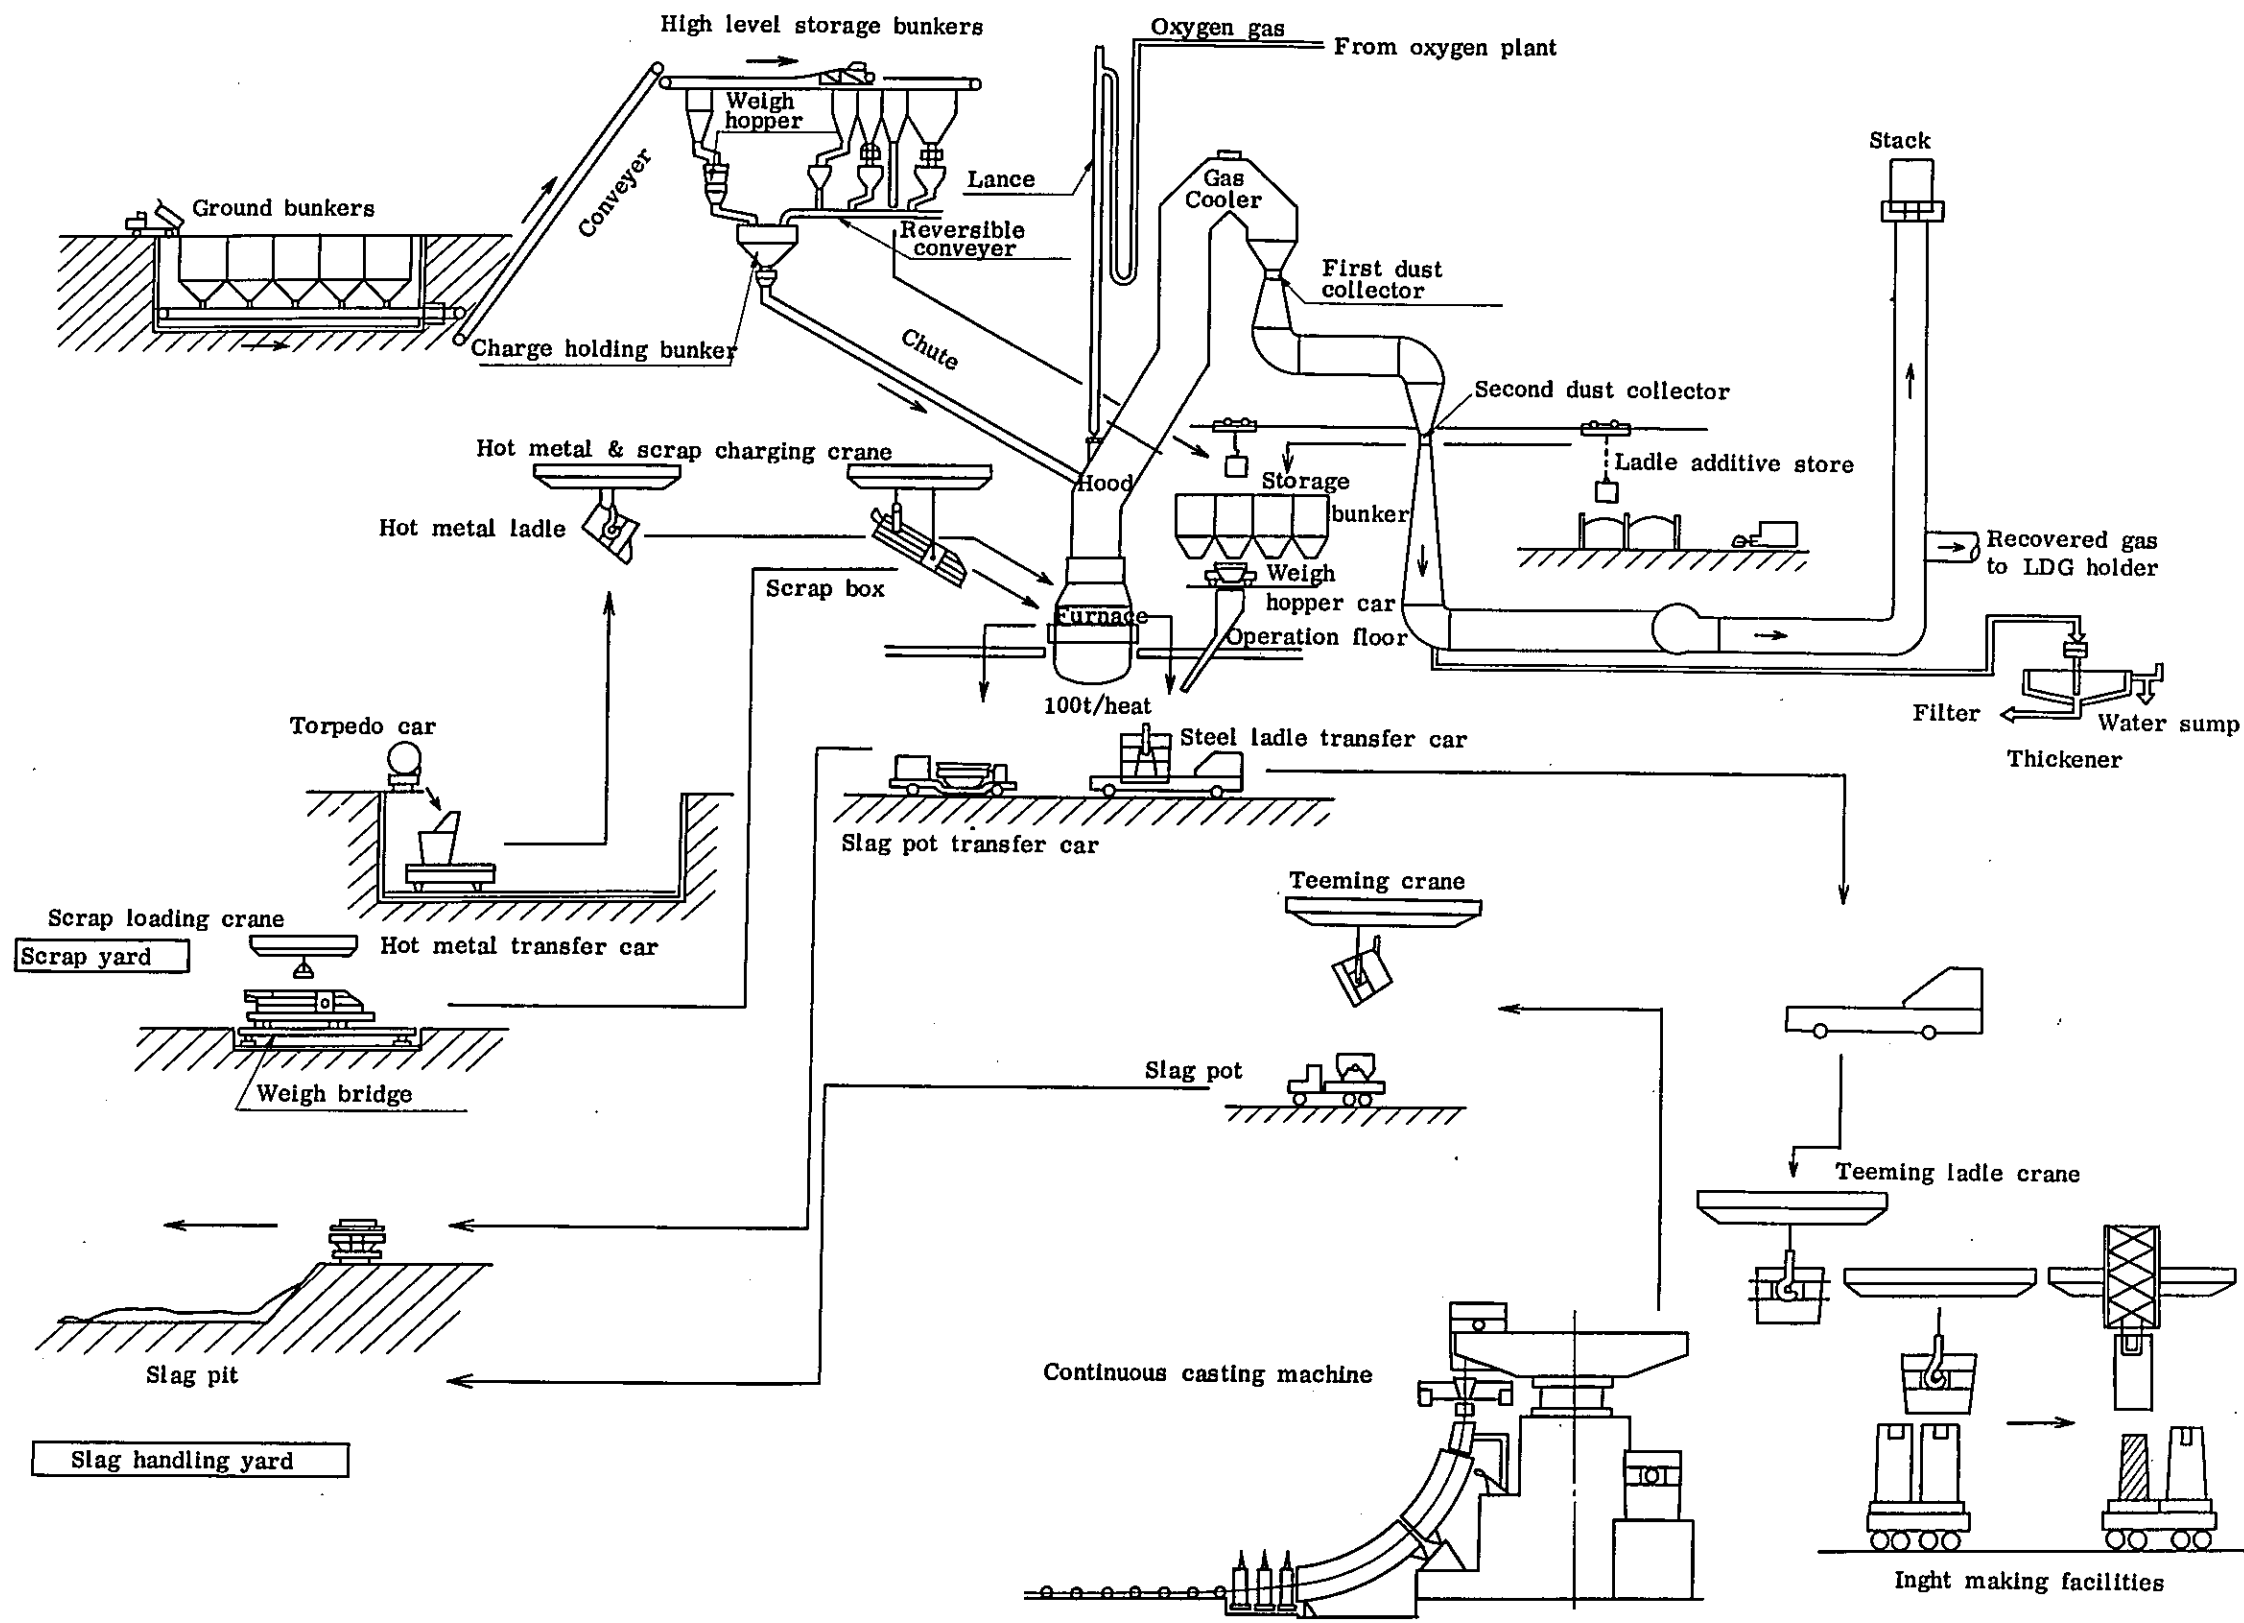 High level storage bunkers
Oxygen gas
From oxygen plant
Weigh
hopper
Stack
Conveyer
Lance
Gas
Cooler
Ground bunkers
Reversible
conveyer
First dust
collector
Charge holding bunker
Chute
Second dust collector
Hot metal & scrap charging crane
Ladle additive store
Hood
Storage
bunker
Hot metal ladle
Recovered gas
to LDG holder
Scrap box
Weigh
hopper car
Furnace
Operation floor
100t/heat
Filter
Water sump
Thickener
Torpedo car
Steel ladle transfer car
Slag pot transfer car
Teeming crane
Scrap loading crane
Scrap yard
Hot metal transfer car
Slag pot
Weigh bridge
Teeming ladle crane
Slag pit
Continuous casting machine
Slag handling yard
Inght making facilities